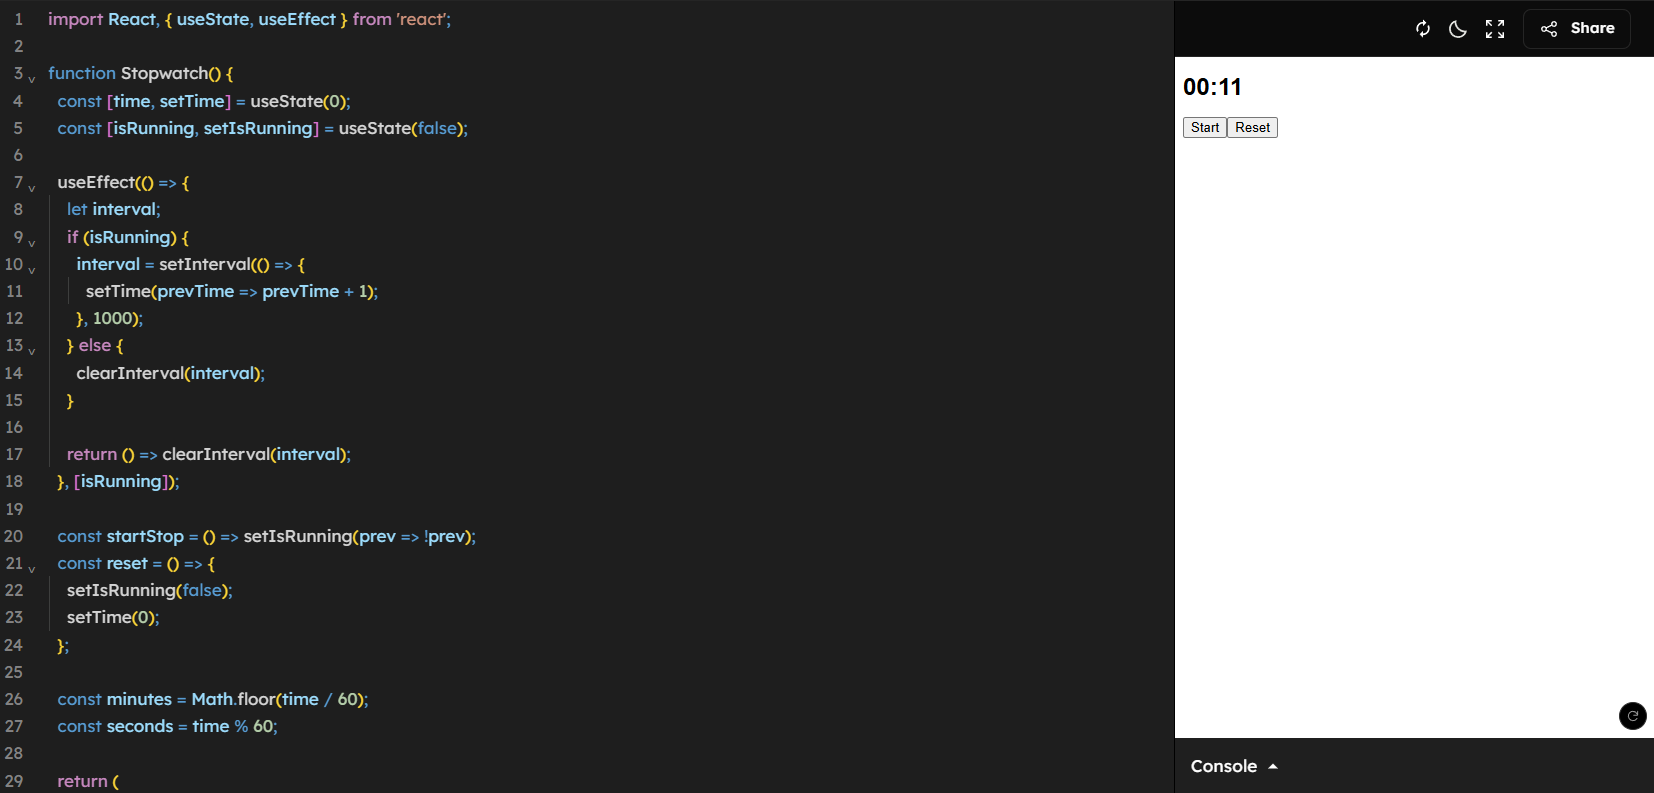 1 import React, { useState, useEffect } from 'react';
2
3 function Stopwatch() {
4 const [time, setTime] = useState(0);
5 const [isRunning, setIsRunning] = useState(false);
6
7 useEffect(() => {
8 let interval;
9 if (isRunning) {
10 interval = setInterval(() => {
11 setTime(prevTime => prevTime + 1);
12 }, 1000);
13 } else {
14 clearInterval(interval);
15 }
16
17 return () => clearInterval(interval);
18 }, [isRunning]);
19
20 const startStop = () => setIsRunning(prev => !prev);
21 const reset = () => {
22 setIsRunning(false);
23 setTime(0);
24 };
25
26 const minutes = Math.floor(time / 60);
27 const seconds = time % 60;
28
29 return (
Share
00:11
Start Reset
Console